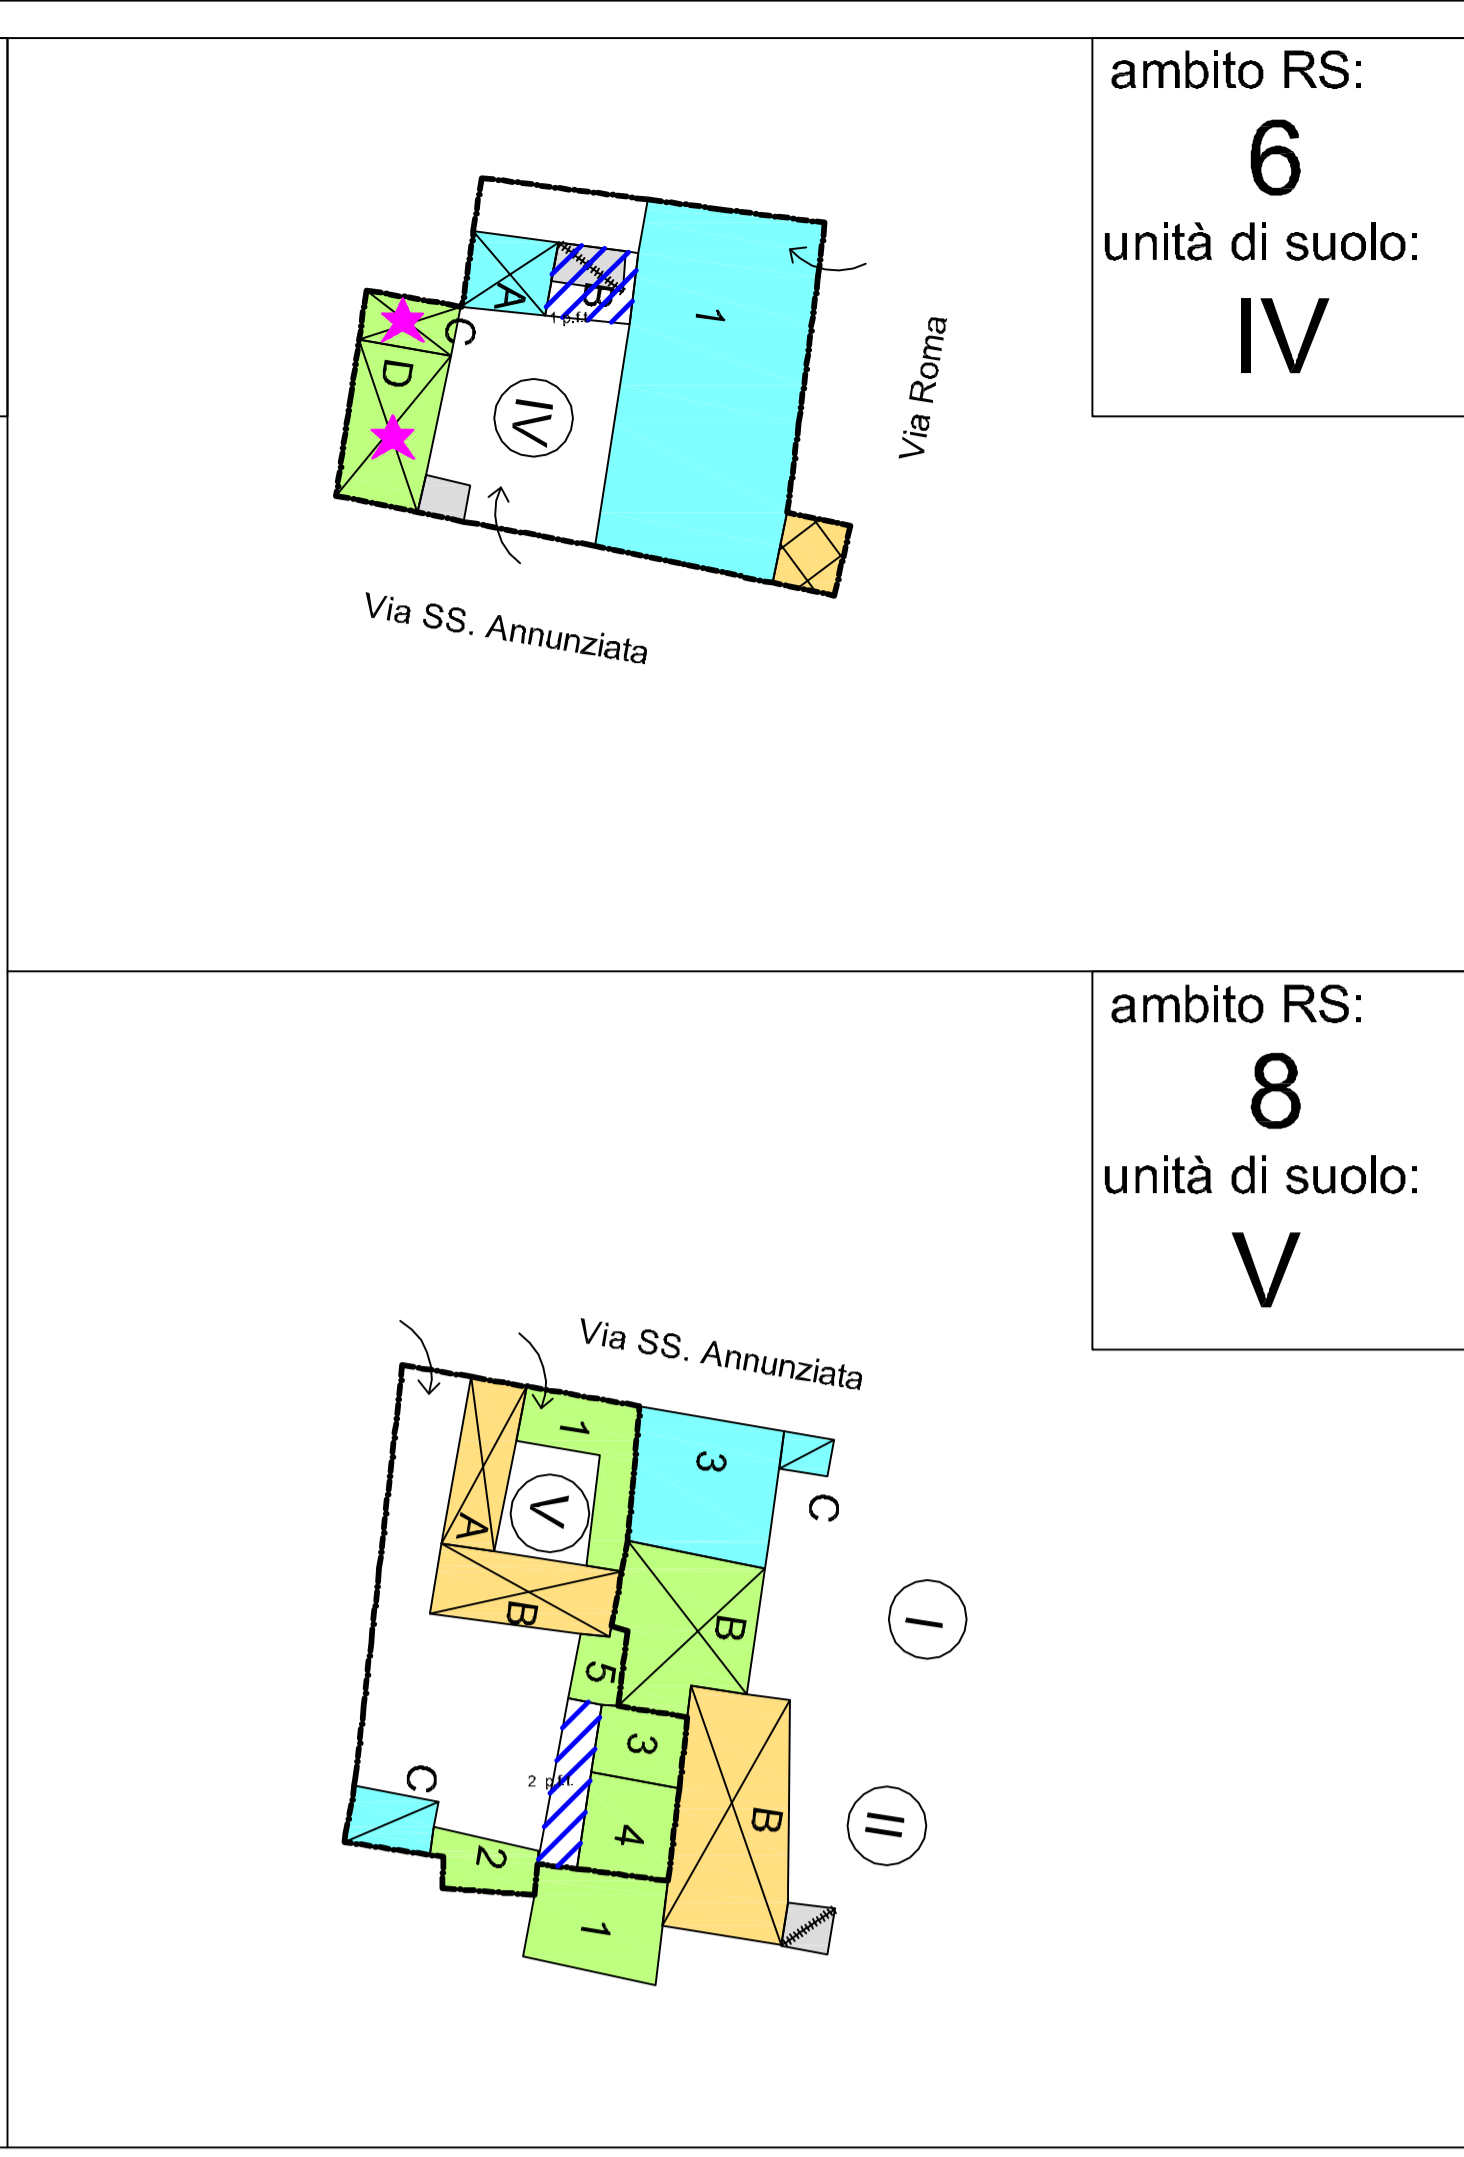 ambito RS:
6
unità di suolo:
IV
A
B
1 p.f.t.
1
C
D
IV
Via Roma
Via SS. Annunziata
ambito RS:
8
unità di suolo:
V
Via SS. Annunziata
1
3
C
V
A
B
B
I
5
3
2 p.f.t.
C
4
B
II
2
1